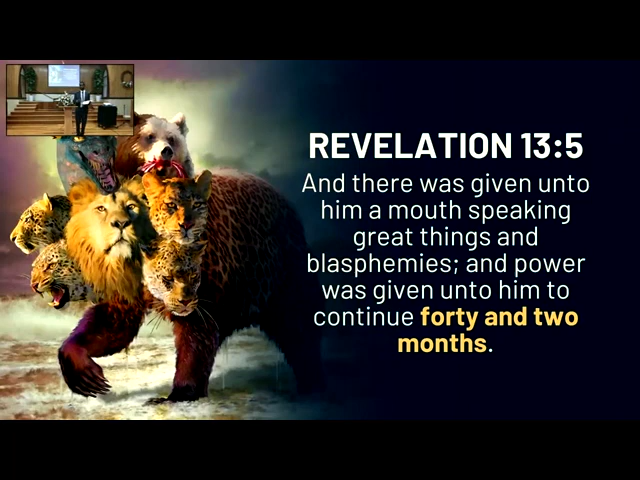 REVELATION 13:5
And there was given unto
him a mouth speaking
great things and
blasphemies; and power
was given unto him to
continue forty and two
months.